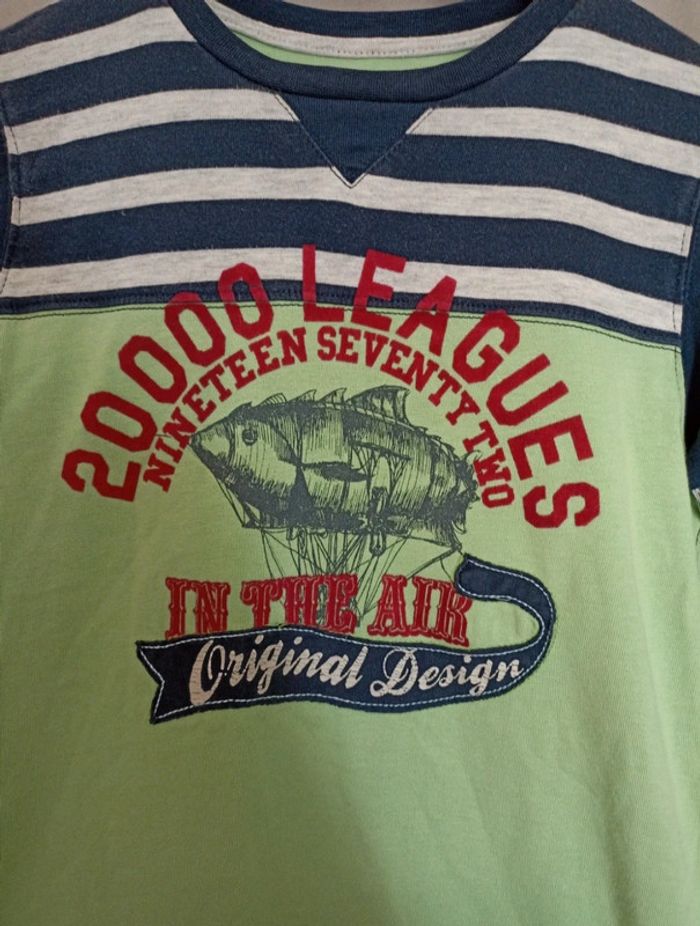 20000 LEAGUES
NINETEEN SEVENTY TWO
IN THE AIR
Original Design